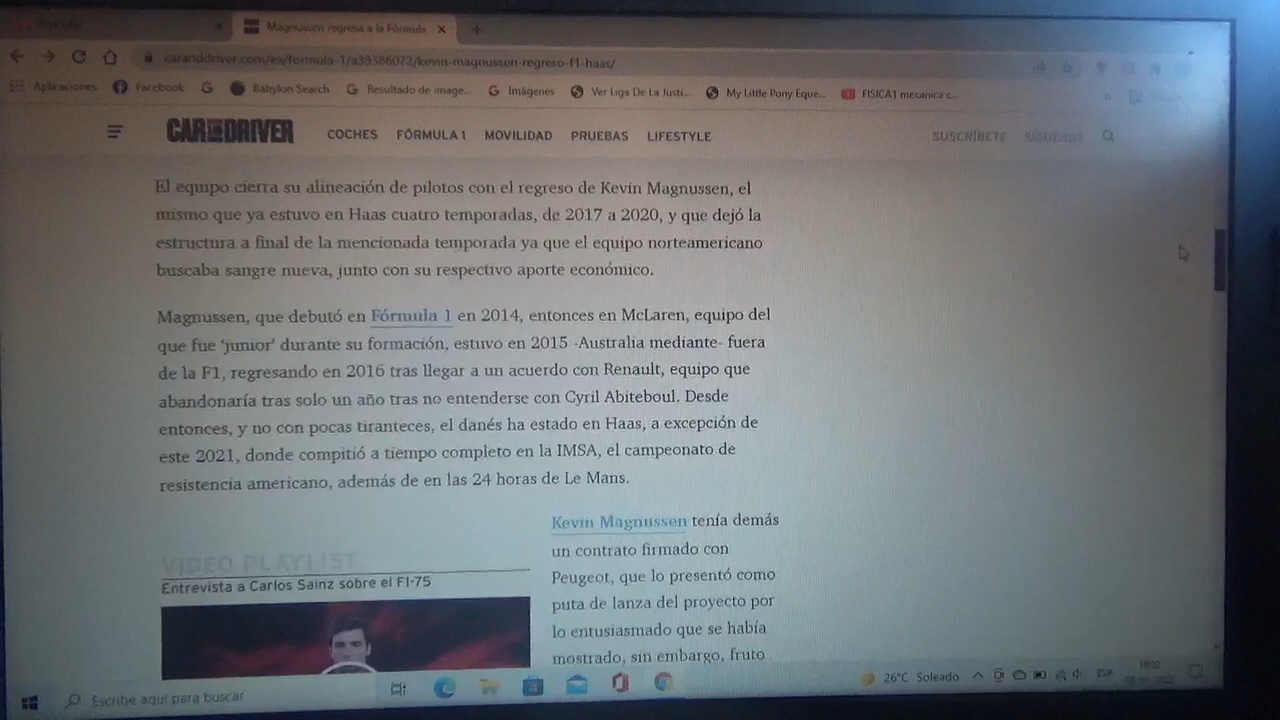 Magnussen regresa a la Fórmula
caranddriver.com/es/formula-1/a39386072/kevin-magnussen-regreso-f1-haas/
Aplicaciones Facebook Babylon Search Resultado de image... Imágenes Ver Liga De La Justi... My Little Pony Eque... FISICA1 mecanica c...
CAR AND DRIVER COCHES FÓRMULA 1 MOVILIDAD PRUEBAS LIFESTYLE SUSCRÍBETE SÍGUENOS
El equipo cierra su alineación de pilotos con el regreso de Kevin Magnussen, el
mismo que ya estuvo en Haas cuatro temporadas, de 2017 a 2020, y que dejó la
estructura a final de la mencionada temporada ya que el equipo norteamericano
buscaba sangre nueva, junto con su respectivo aporte económico.
Magnussen, que debutó en Fórmula 1 en 2014, entonces en McLaren, equipo del
que fue ‘junior’ durante su formación, estuvo en 2015 -Australia mediante- fuera
de la F1, regresando en 2016 tras llegar a un acuerdo con Renault, equipo que
abandonaría tras solo un año tras no entenderse con Cyril Abiteboul. Desde
entonces, y no con pocas tiranteces, el danés ha estado en Haas, a excepción de
este 2021, donde compitió a tiempo completo en la IMSA, el campeonato de
resistencia americano, además de en las 24 horas de Le Mans.
VIDEO PLAYLIST
Entrevista a Carlos Sainz sobre el F1-75
Kevin Magnussen tenía demás
un contrato firmado con
Peugeot, que lo presentó como
puta de lanza del proyecto por
lo entusiasmado que se había
mostrado, sin embargo, fruto
Escribe aquí para buscar
26°C Soleado ESP